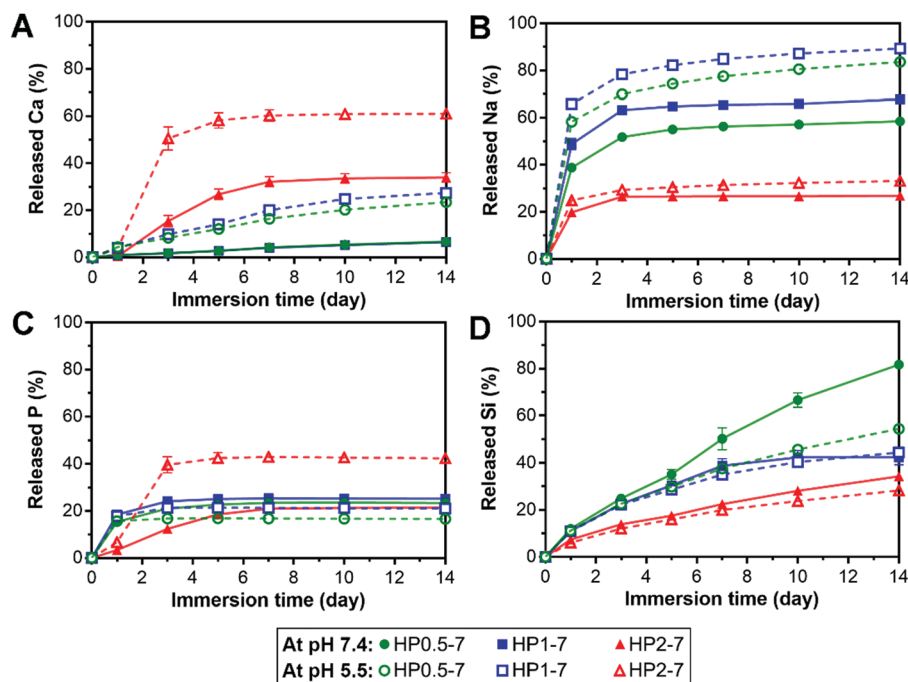 A
Released Ca (%)
100
80
60
40
20
0
0 2 4 6 8 10 12 14
Immersion time (day)
B
Released Na (%)
100
80
60
40
20
0
0 2 4 6 8 10 12 14
Immersion time (day)
C
Released P (%)
100
80
60
40
20
0
0 2 4 6 8 10 12 14
Immersion time (day)
D
Released Si (%)
100
80
60
40
20
0
0 2 4 6 8 10 12 14
Immersion time (day)
At pH 7.4: HP0.5-7 HP1-7 HP2-7
At pH 5.5: HP0.5-7 HP1-7 HP2-7